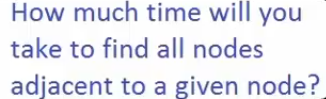 How much time will you
take to find all nodes
adjacent to a given node?